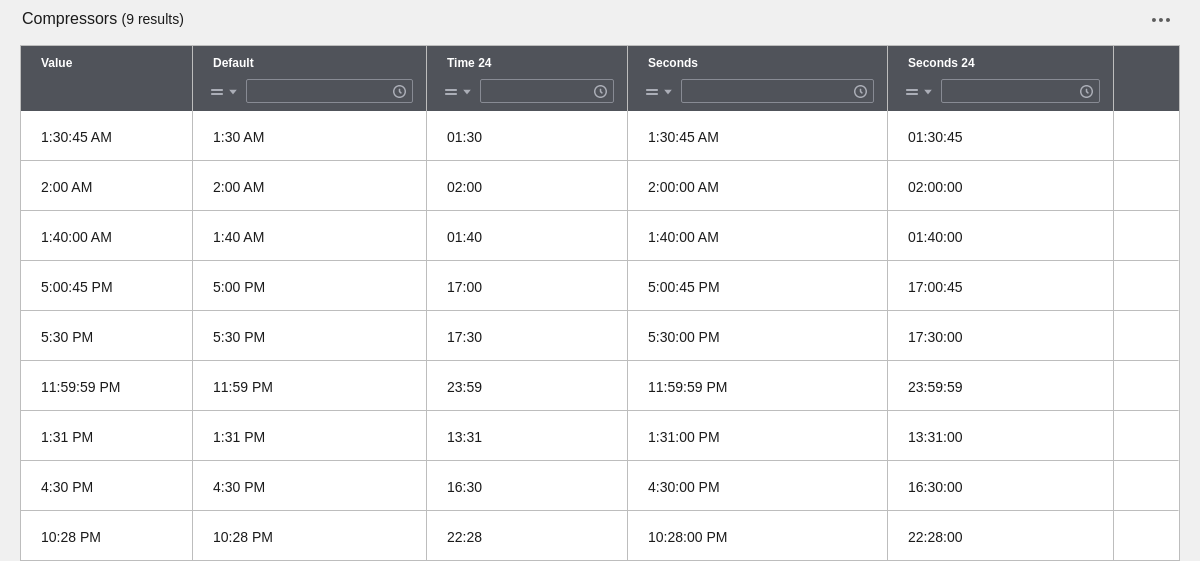 Compressors (9 results)
Value Default Time 24 Seconds Seconds 24
1:30:45 AM 1:30 AM 01:30 1:30:45 AM 01:30:45
2:00 AM 2:00 AM 02:00 2:00:00 AM 02:00:00
1:40:00 AM 1:40 AM 01:40 1:40:00 AM 01:40:00
5:00:45 PM 5:00 PM 17:00 5:00:45 PM 17:00:45
5:30 PM 5:30 PM 17:30 5:30:00 PM 17:30:00
11:59:59 PM 11:59 PM 23:59 11:59:59 PM 23:59:59
1:31 PM 1:31 PM 13:31 1:31:00 PM 13:31:00
4:30 PM 4:30 PM 16:30 4:30:00 PM 16:30:00
10:28 PM 10:28 PM 22:28 10:28:00 PM 22:28:00